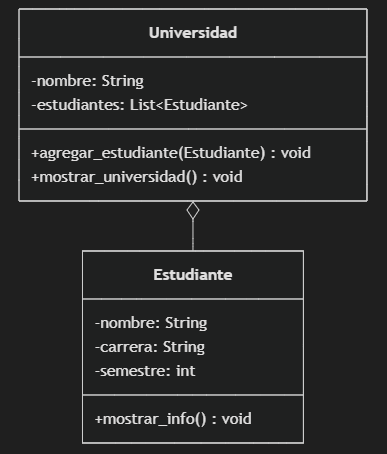 Universidad
-nombre: String
-estudiantes: List<Estudiante>
+agregar_estudiante(Estudiante) : void
+mostrar_universidad() : void
Estudiante
-nombre: String
-carrera: String
-semestre: int
+mostrar_info() : void